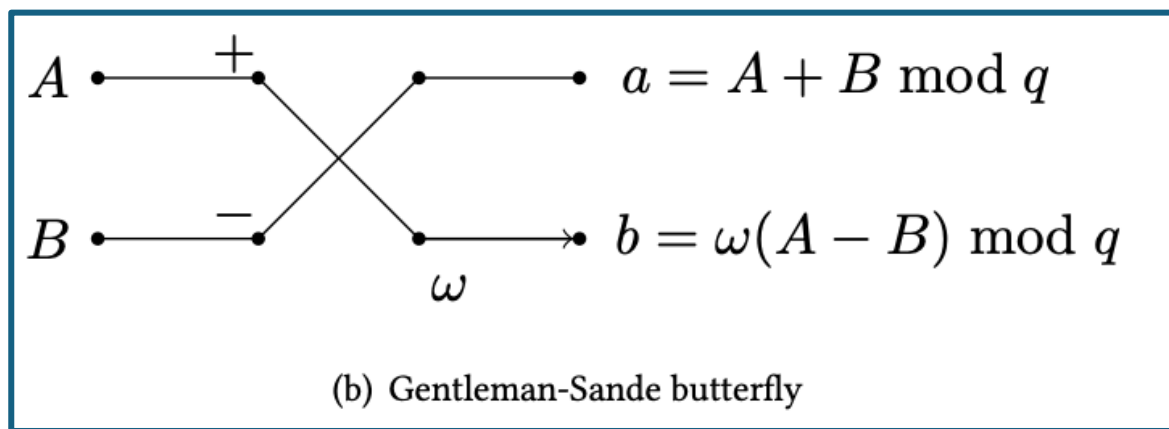 A + a = A + B mod q
B − b = ω(A − B) mod q
ω
(b) Gentleman-Sande butterfly